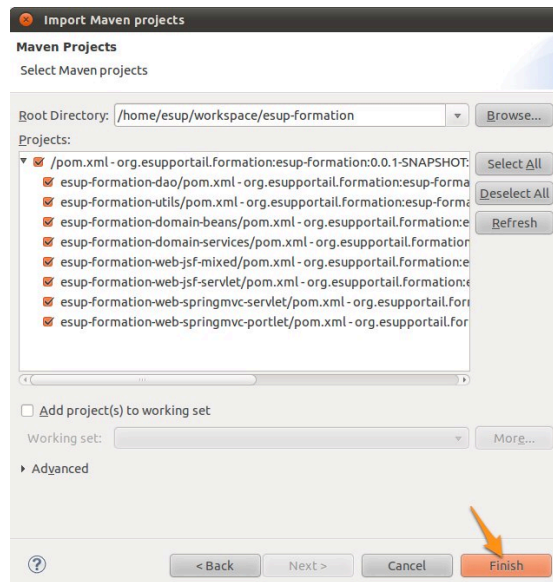 Import Maven projects
Maven Projects
Select Maven projects
Root Directory: /home/esup/workspace/esup-formation Browse...
Projects:
/pom.xml - org.esupportail.formation:esup-formation:0.0.1-SNAPSHOT: Select All
esup-formation-dao/pom.xml - org.esupportail.formation:esup-forma
Deselect All
esup-formation-utils/pom.xml - org.esupportail.formation:esup-forma
esup-formation-domain-beans/pom.xml - org.esupportail.formation:e Refresh
esup-formation-domain-services/pom.xml - org.esupportail.formation
esup-formation-web-jsf-mixed/pom.xml - org.esupportail.formation:e
esup-formation-web-jsf-servlet/pom.xml - org.esupportail.formation:e
esup-formation-web-springmvc-servlet/pom.xml - org.esupportail.for
esup-formation-web-springmvc-portlet/pom.xml - org.esupportail.for
Add project(s) to working set
Working set: More...
Advanced
? < Back Next > Cancel Finish